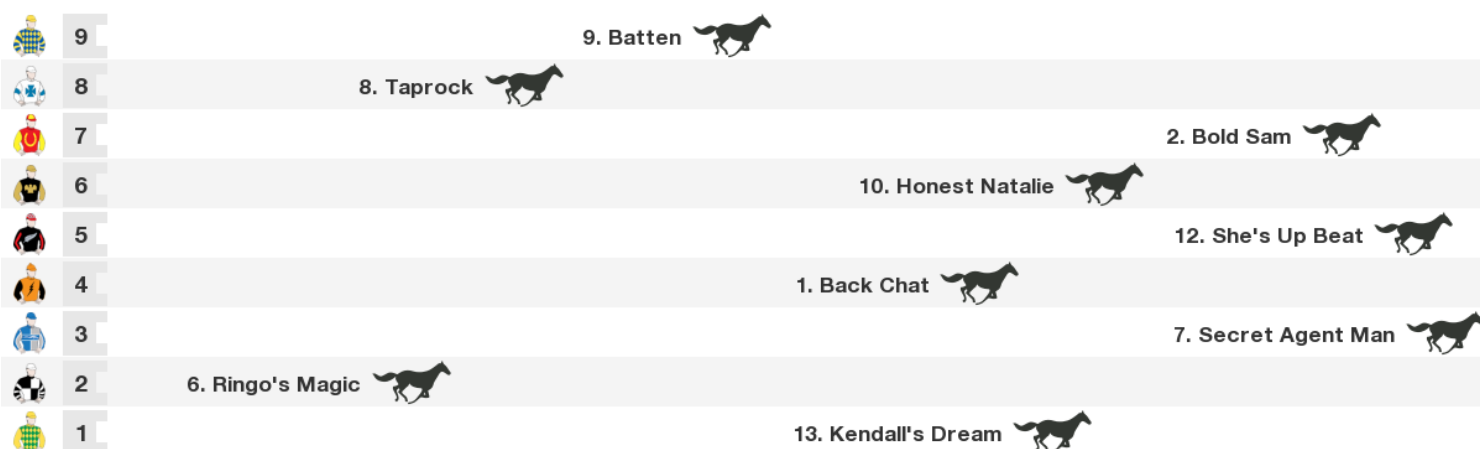 9 9. Batten
8 8. Taprock
7 2. Bold Sam
6 10. Honest Natalie
5 12. She's Up Beat
4 1. Back Chat
3 7. Secret Agent Man
2 6. Ringo's Magic
1 13. Kendall's Dream